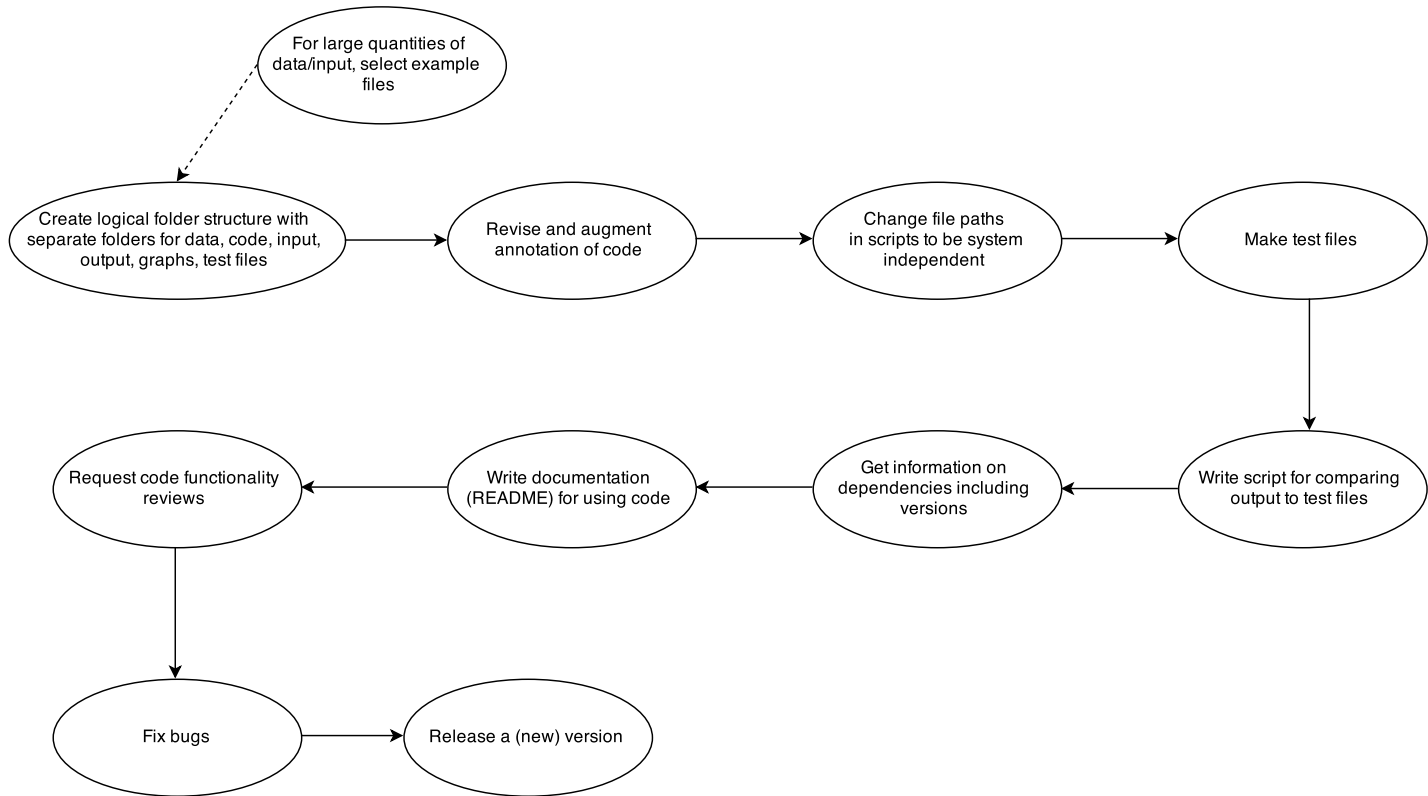 For large quantities of
data/input, select example
files
Create logical folder structure with
separate folders for data, code, input,
output, graphs, test files
Revise and augment
annotation of code
Change file paths
in scripts to be system
independent
Make test files
Request code functionality
reviews
Write documentation
(README) for using code
Get information on
dependencies including
versions
Write script for comparing
output to test files
Fix bugs
Release a (new) version